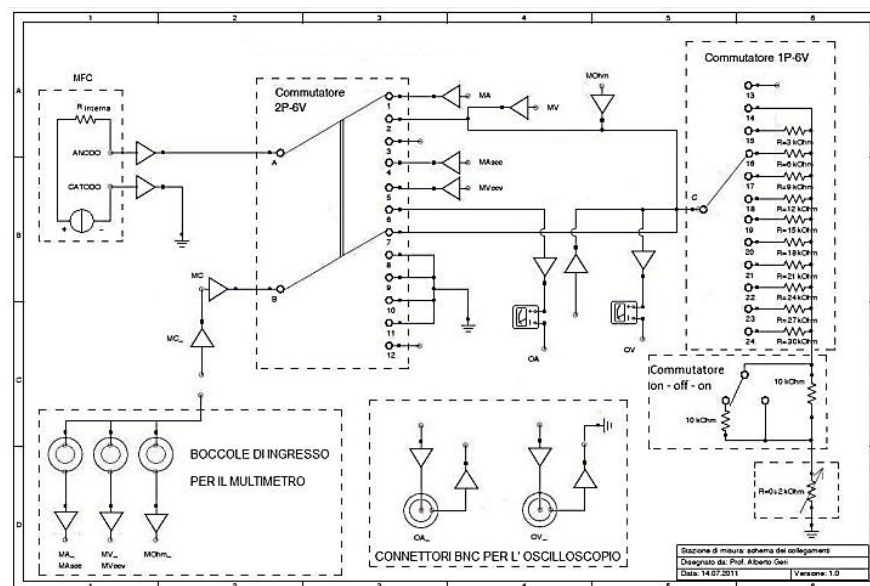 1 2 3 4 5 6
A
B
C
D
MFC
R interna
ANODO
CATODO
+ -
Commutatore
2P-6V
A
B
1
2
3
4
5
6
7
8
9
10
11
12
MA
MV
MOhm
MAscc
MVocv
MC
MC_
OA
OV
Commutatore 1P-6V
C
13
14
15
R=3 kOhm
16
R=6 kOhm
17
R=9 kOhm
18
R=12 kOhm
19
R=15 kOhm
20
R=18 kOhm
21
R=21 kOhm
22
R=24 kOhm
23
R=27 kOhm
24
R=30 kOhm
Commutatore
on - off - on
10 kOhm
10 kOhm
R=0÷2 kOhm
BOCCOLE DI INGRESSO
PER IL MULTIMETRO
MA_ MV_ MOhm_
MAscc MVocv
OA_ OV_
CONNETTORI BNC PER L' OSCILLOSCOPIO
Stazione di misura: schema dei collegamenti
Disegnato da: Prof. Alberto Geri
Data: 14.07.2011 Versione: 1.0
1 2 3 4 5 6